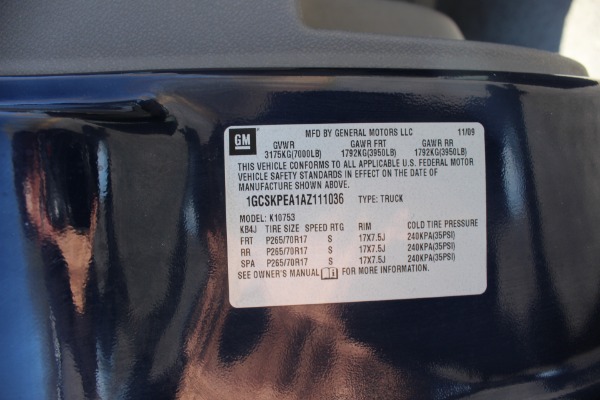 GM MFD BY GENERAL MOTORS LLC 11/09
GVWR GAWR FRT GAWR RR
3175KG(7000LB) 1792KG(3950LB) 1792KG(3950LB)
THIS VEHICLE CONFORMS TO ALL APPLICABLE U.S. FEDERAL MOTOR
VEHICLE SAFETY STANDARDS IN EFFECT ON THE DATE OF
MANUFACTURE SHOWN ABOVE.
1GCSKPEA1AZ111036 TYPE: TRUCK
MODEL: K10753
KB4J TIRE SIZE SPEED RTG RIM COLD TIRE PRESSURE
FRT P265/70R17 S 17X7.5J 240KPA(35PSI)
RR P265/70R17 S 17X7.5J 240KPA(35PSI)
SPA P265/70R17 S 17X7.5J 240KPA(35PSI)
SEE OWNER'S MANUAL FOR MORE INFORMATION.